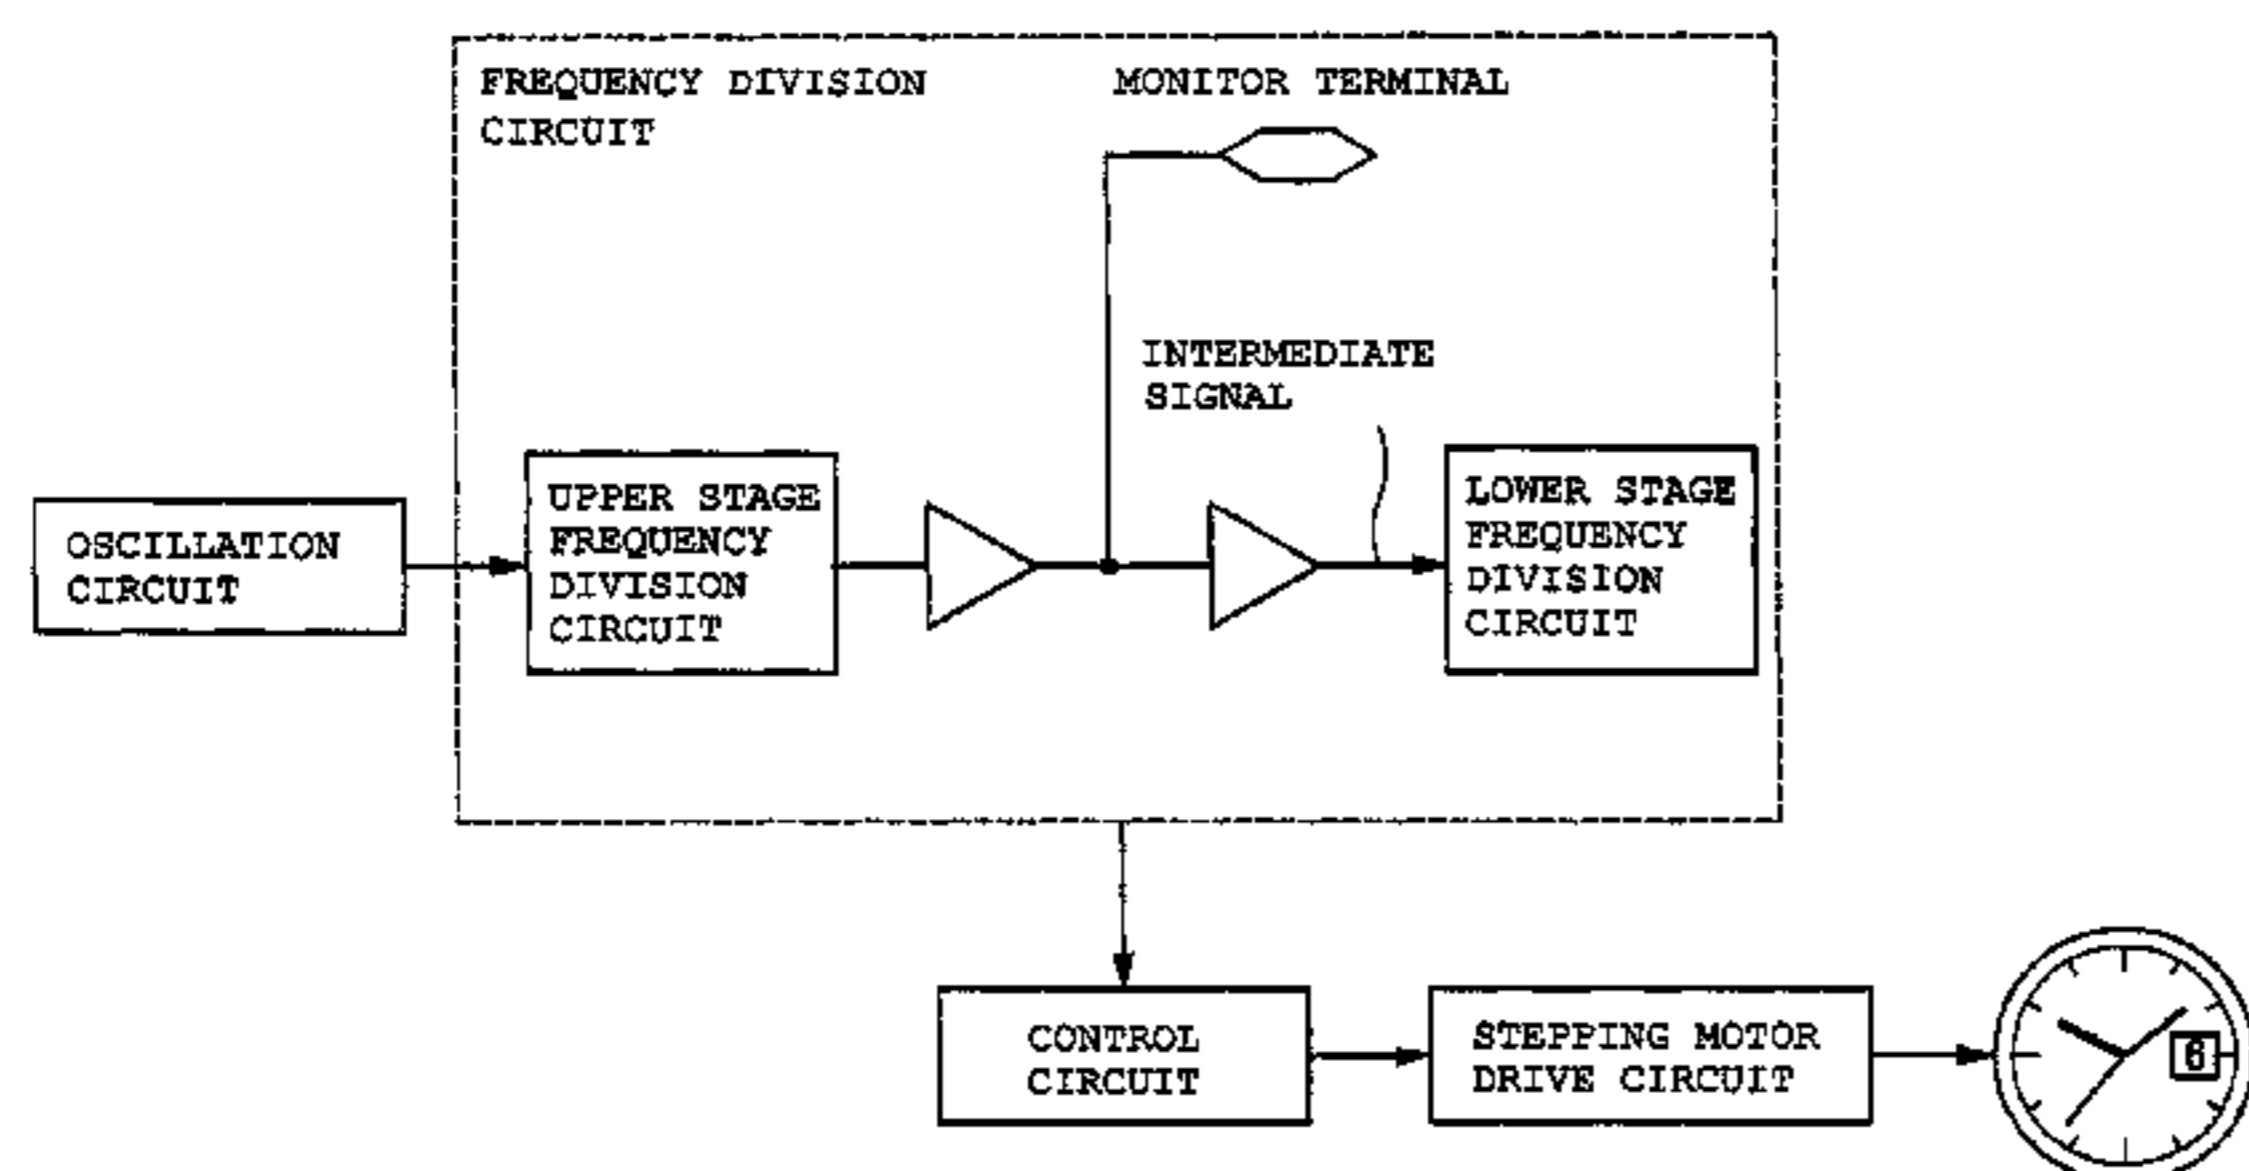 FREQUENCY DIVISION
CIRCUIT
MONITOR TERMINAL
INTERMEDIATE
SIGNAL
OSCILLATION
CIRCUIT
UPPER STAGE
FREQUENCY
DIVISION
CIRCUIT
LOWER STAGE
FREQUENCY
DIVISION
CIRCUIT
CONTROL
CIRCUIT
STEPPING MOTOR
DRIVE CIRCUIT
6